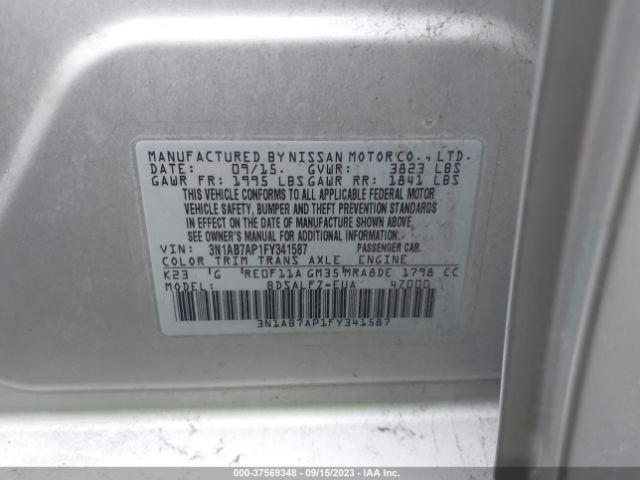 MANUFACTURED BY NISSAN MOTOR CO., LTD.
DATE: 09/15. GVWR: 3823 LBS
GAWR FR: 1995 LBS GAWR RR: 1841 LBS
THIS VEHICLE CONFORMS TO ALL APPLICABLE FEDERAL MOTOR
VEHICLE SAFETY, BUMPER AND THEFT PREVENTION STANDARDS
IN EFFECT ON THE DATE OF MANUFACTURE SHOWN ABOVE.
SEE OWNER'S MANUAL FOR ADDITIONAL INFORMATION.
VIN: 3N1AB7AP1FY341587 PASSENGER CAR
COLOR TRIM TRANS AXLE ENGINE
K23 G RE0F11A GM35 MRA8DE 1798 CC
MODEL: BDSALFZ-EUA 47000
3N1AB7AP1FY341587
© - 37569348 - 09/15/2023 - IAA Inc.